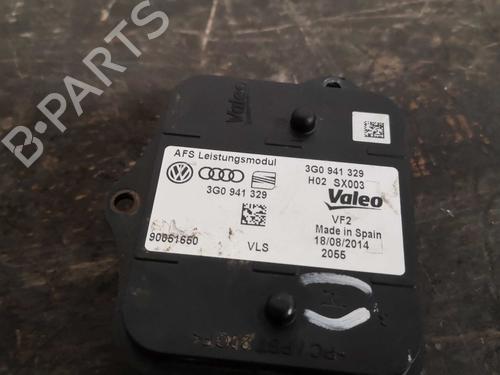 B-PARTS
Valeo
AFS Leistungsmodul
3G0 941 329
3G0 941 329
H02 SX003
Valeo
VF2
Made in Spain
18/08/2014
2055
90051550
VLS